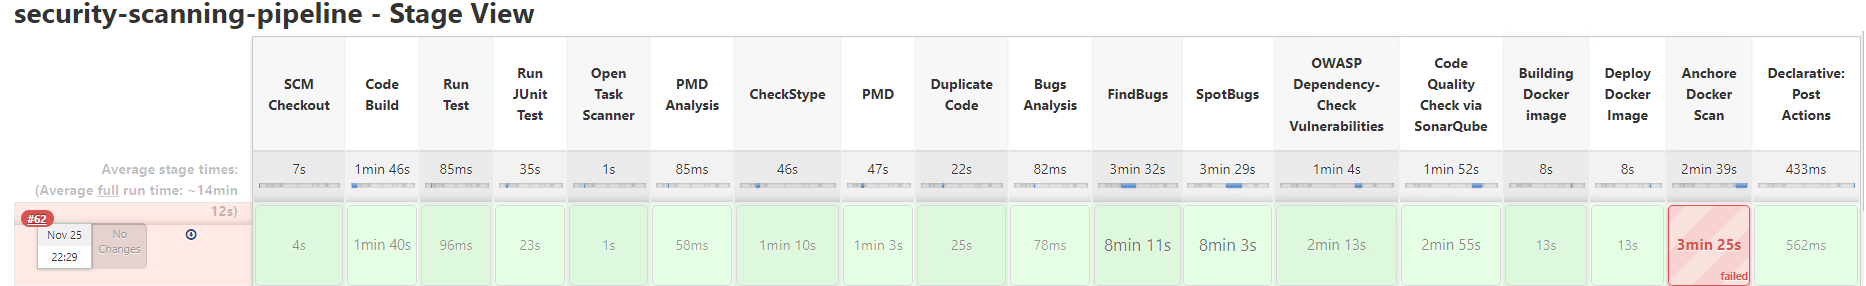 security-scanning-pipeline - Stage View
SCM
Checkout
Code
Build
Run
Test
Run
JUnit
Test
Open
Task
Scanner
PMD
Analysis
CheckStype
PMD
Duplicate
Code
Bugs
Analysis
FindBugs
SpotBugs
OWASP
Dependency-
Check
Vulnerabilities
Code
Quality
Check via
SonarQube
Building
Docker
image
Deploy
Docker
Image
Anchore
Docker
Scan
Declarative:
Post
Actions
Average stage times:
(Average full run time: ~14min
12s)
7s
1min 46s
85ms
35s
1s
85ms
46s
47s
22s
82ms
3min 32s
3min 29s
1min 4s
1min 52s
8s
8s
2min 39s
433ms
#62
Nov 25
22:29
No
Changes
4s
1min 40s
96ms
23s
1s
58ms
1min 10s
1min 3s
25s
78ms
8min 11s
8min 3s
2min 13s
2min 55s
13s
13s
3min 25s
failed
562ms